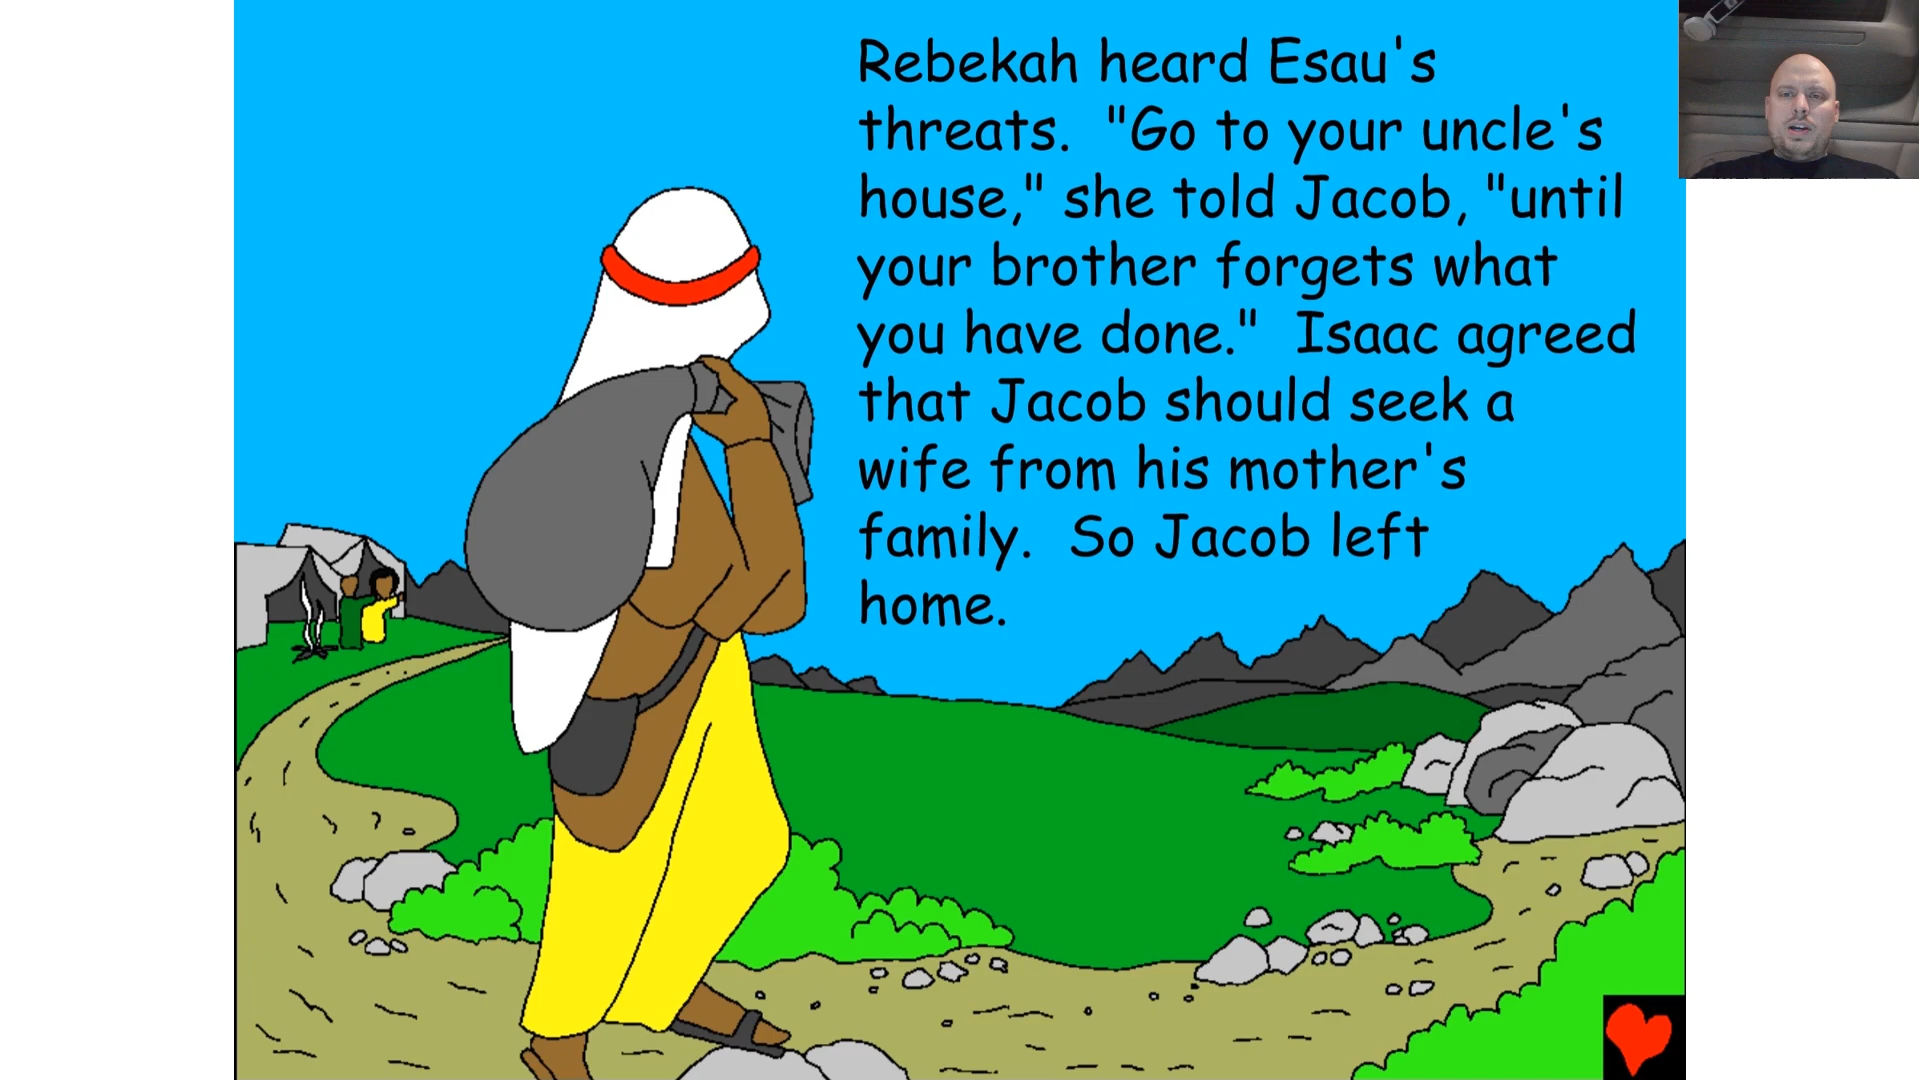 Rebekah heard Esau's
threats.  "Go to your uncle's
house," she told Jacob, "until
your brother forgets what
you have done."  Isaac agreed
that Jacob should seek a
wife from his mother's
family.  So Jacob left
home.